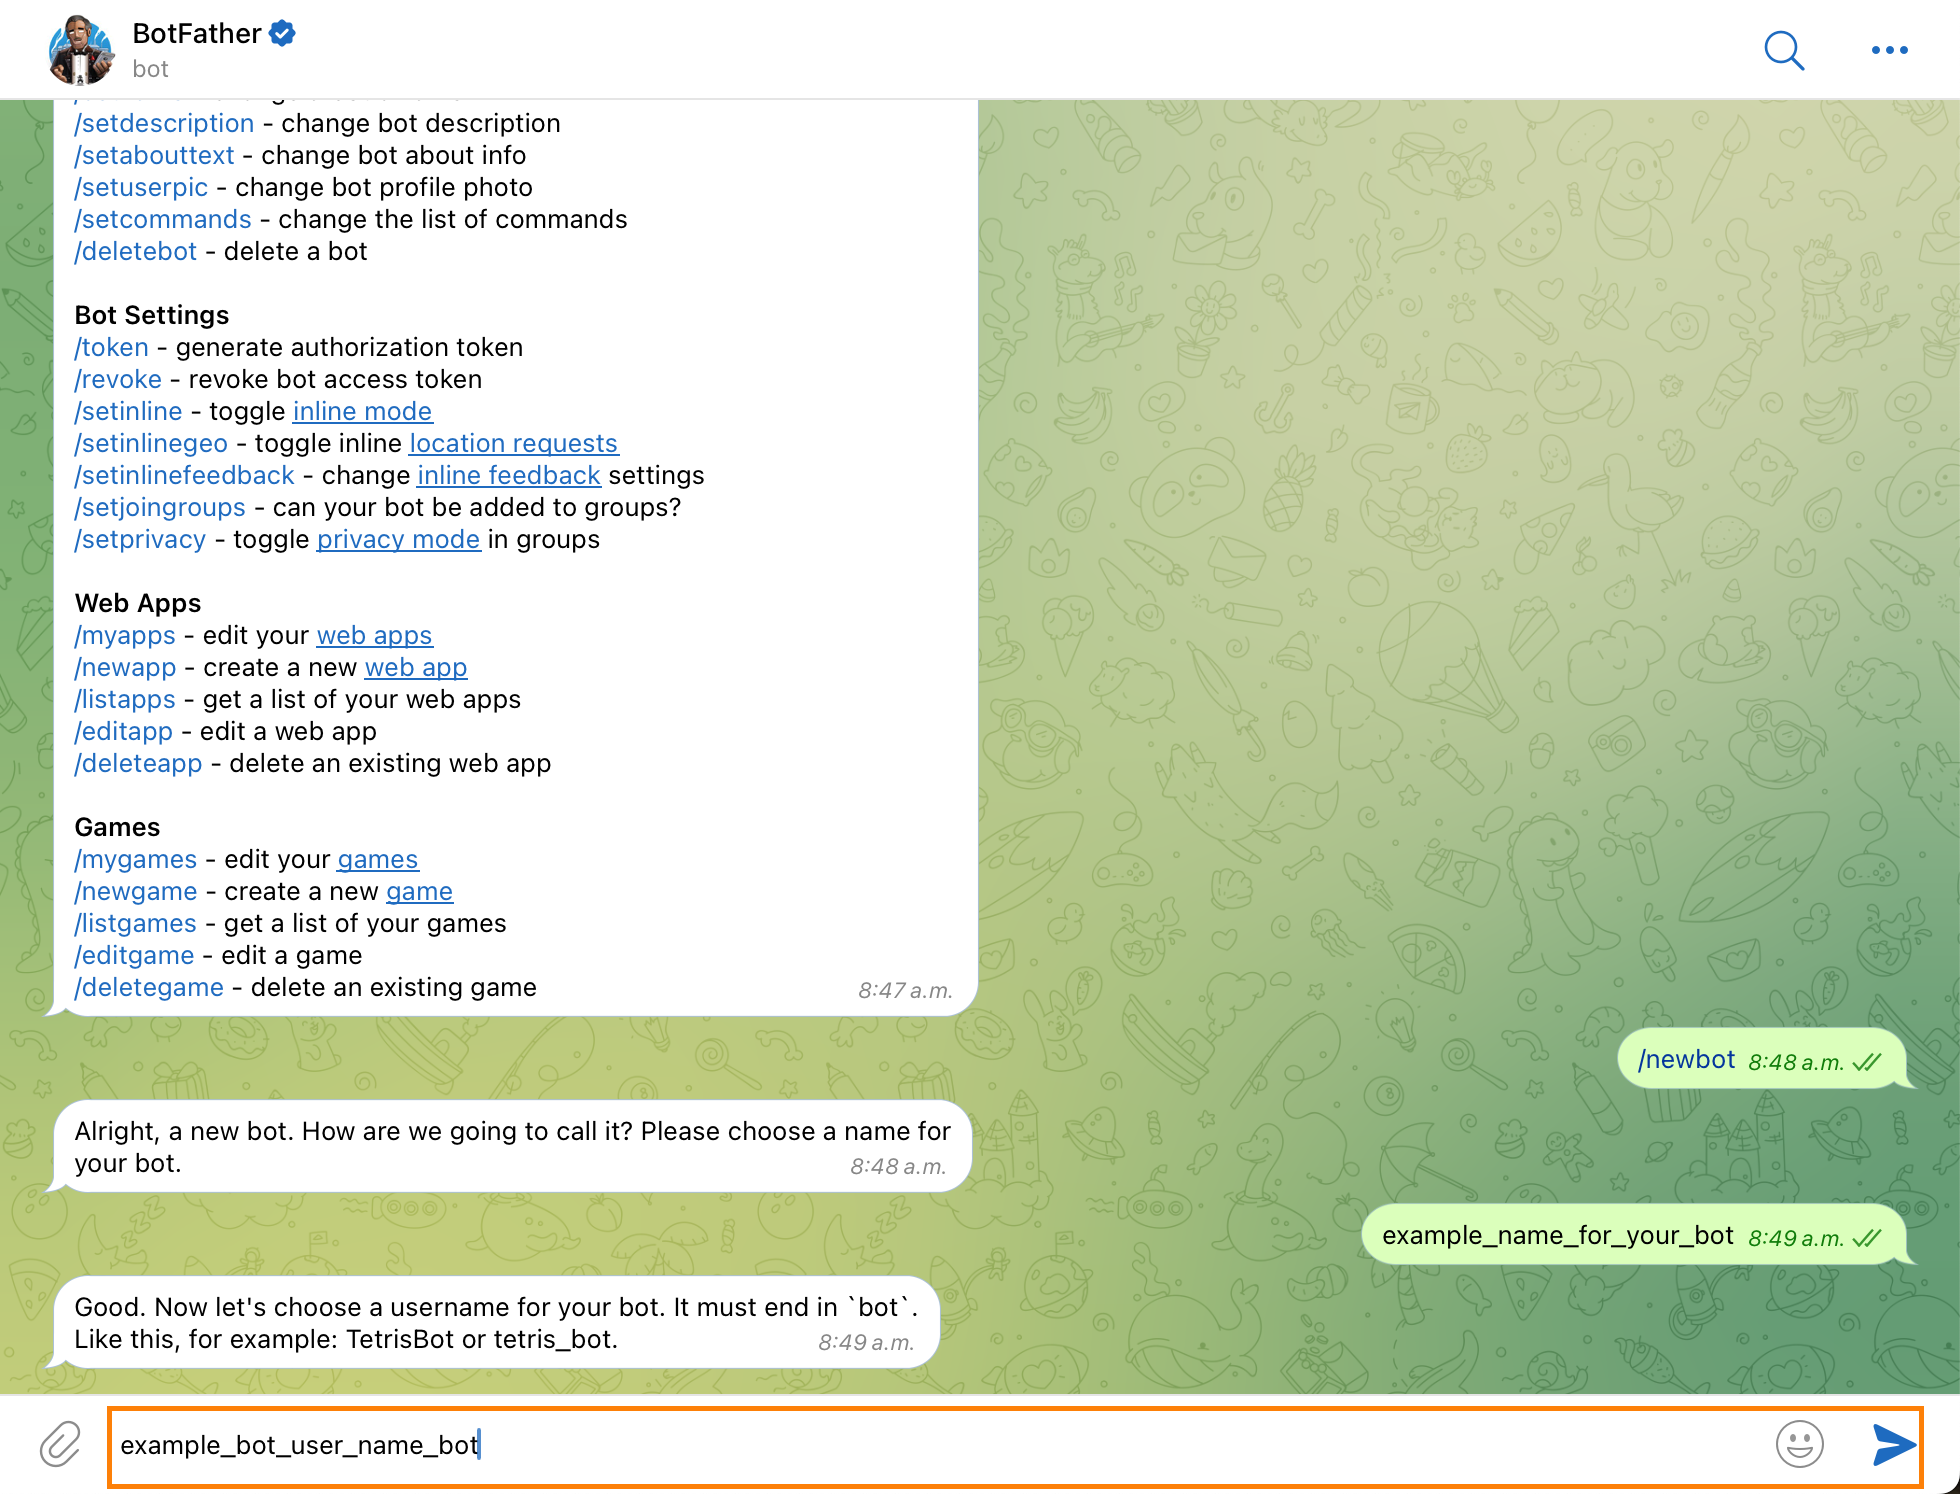 BotFather
bot
/setdescription - change bot description
/setabouttext - change bot about info
/setuserpic - change bot profile photo
/setcommands - change the list of commands
/deletebot - delete a bot
Bot Settings
/token - generate authorization token
/revoke - revoke bot access token
/setinline - toggle inline mode
/setinlinegeo - toggle inline location requests
/setinlinefeedback - change inline feedback settings
/setjoingroups - can your bot be added to groups?
/setprivacy - toggle privacy mode in groups
Web Apps
/myapps - edit your web apps
/newapp - create a new web app
/listapps - get a list of your web apps
/editapp - edit a web app
/deleteapp - delete an existing web app
Games
/mygames - edit your games
/newgame - create a new game
/listgames - get a list of your games
/editgame - edit a game
/deletegame - delete an existing game
8:47 a.m.
/newbot 8:48 a.m.
Alright, a new bot. How are we going to call it? Please choose a name for
your bot.
8:48 a.m.
example_name_for_your_bot 8:49 a.m.
Good. Now let's choose a username for your bot. It must end in `bot`.
Like this, for example: TetrisBot or tetris_bot.
8:49 a.m.
example_bot_user_name_bot